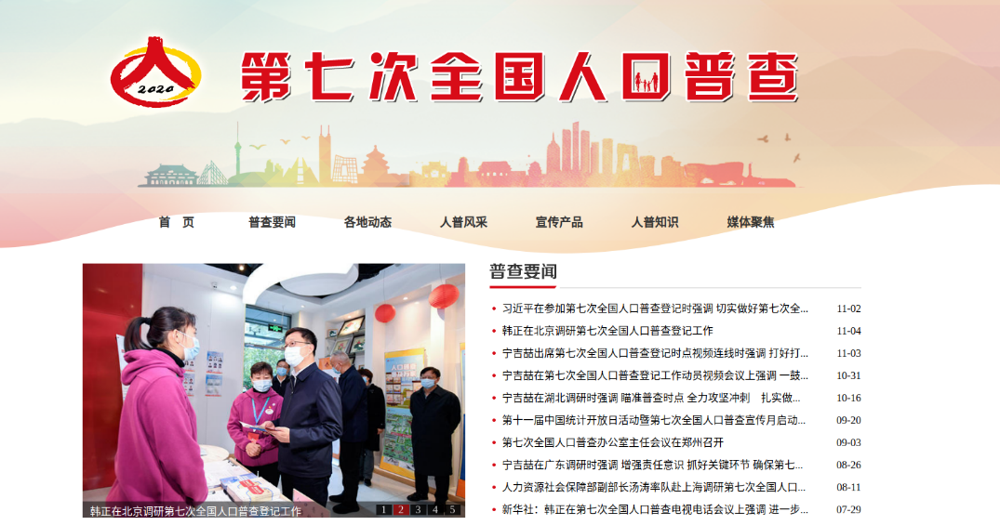 2020
第七次全国人口普查
首 页 普查要闻 各地动态 人普风采 宣传产品 人普知识 媒体聚焦
普查要闻
习近平在参加第七次全国人口普查登记时强调 切实做好第七次全... 11-02
韩正在北京调研第七次全国人口普查登记工作 11-04
宁吉喆出席第七次全国人口普查登记时点视频连线时强调 打好打... 11-03
宁吉喆在第七次全国人口普查登记工作动员视频会议上强调 一鼓... 10-31
宁吉喆在湖北调研时强调 瞄准普查时点 全力攻坚冲刺 扎实做... 10-16
第十一届中国统计开放日活动暨第七次全国人口普查宣传月启动... 09-20
第七次全国人口普查办公室主任会议在郑州召开 09-03
宁吉喆在广东调研时强调 增强责任意识 抓好关键环节 确保第七... 08-26
人力资源社会保障部副部长汤涛率队赴上海调研第七次全国人口... 08-11
新华社：韩正在第七次全国人口普查电视电话会议上强调 进一步... 07-29
韩正在北京调研第七次全国人口普查登记工作 1 2 3 4 5